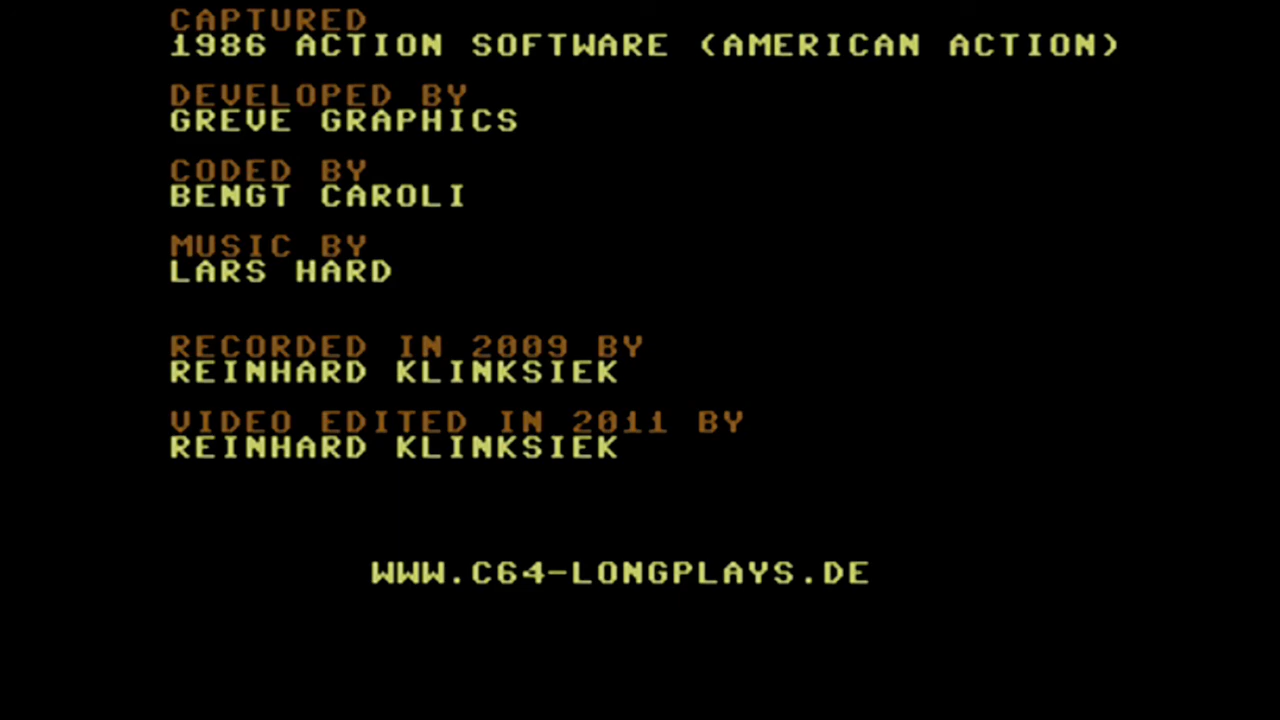 CAPTURED
1986 ACTION SOFTWARE (AMERICAN ACTION)
DEVELOPED BY
GREVE GRAPHICS
CODED BY
BENGT CAROLI
MUSIC BY
LARS HARD
RECORDED IN 2009 BY
REINHARD KLINKSIEK
VIDEO EDITED IN 2011 BY
REINHARD KLINKSIEK
WWW.C64-LONGPLAYS.DE